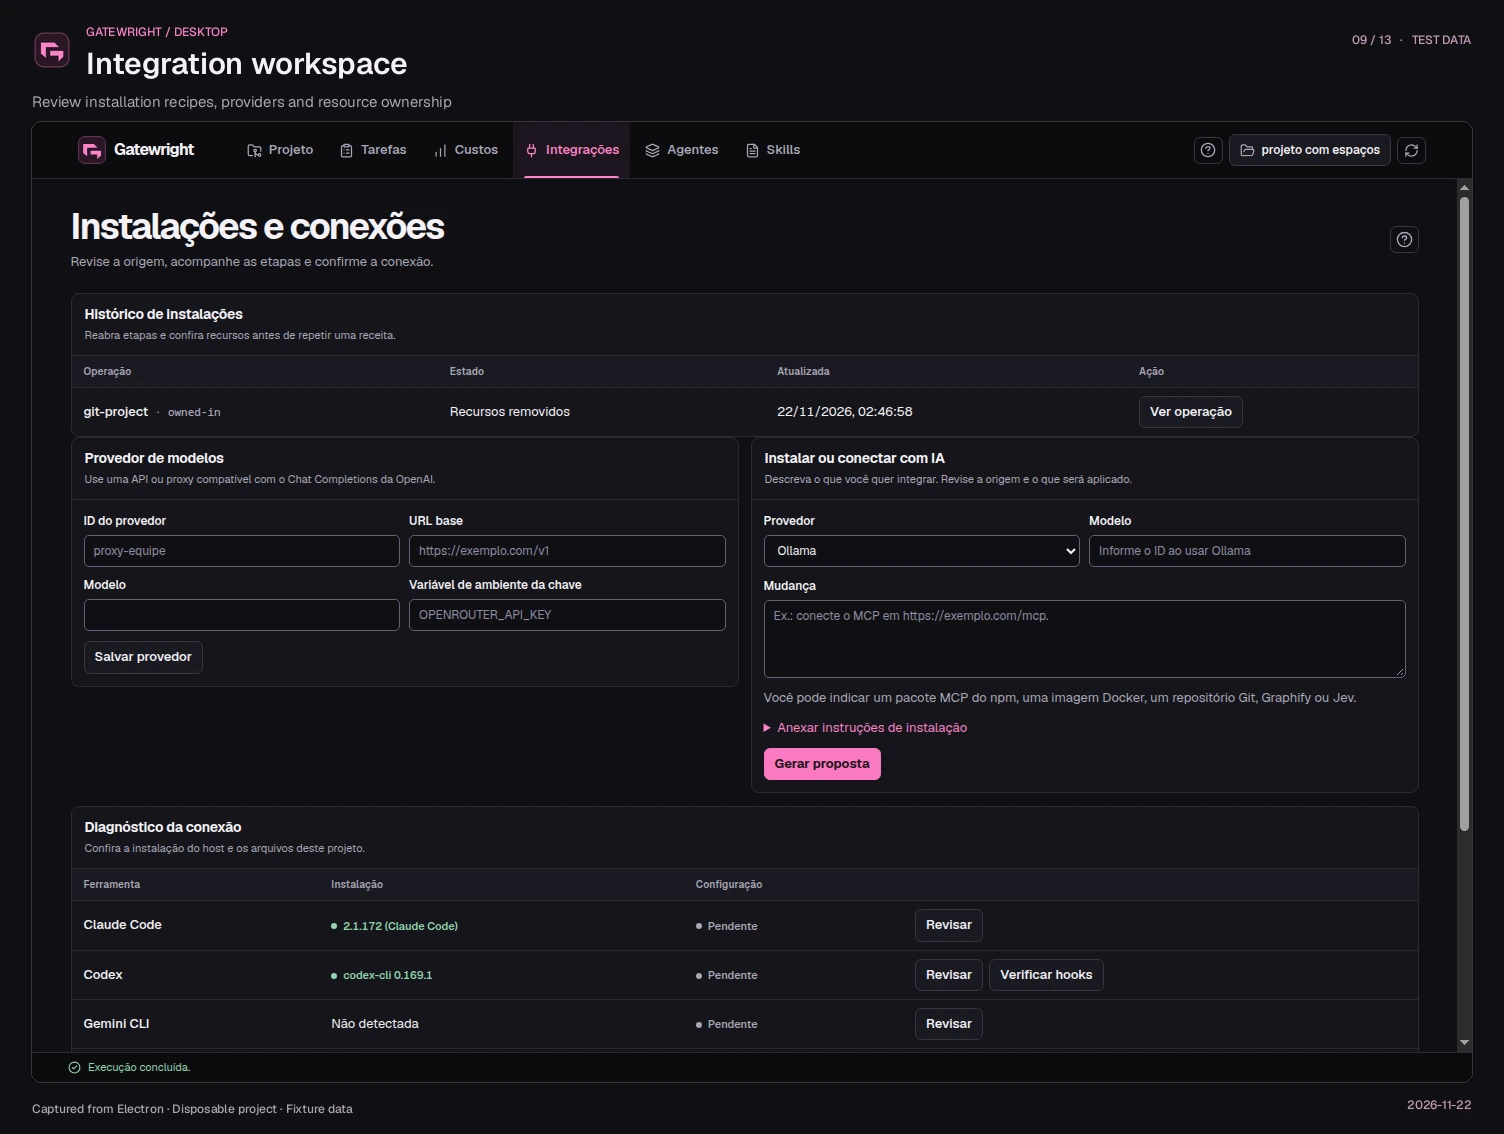 GATEWRIGHT / DESKTOP
Integration workspace
09 / 13 · TEST DATA
Review installation recipes, providers and resource ownership
Gatewright
Projeto
Tarefas
Custos
Integrações
Agentes
Skills
projeto com espaços
Instalações e conexões
Revise a origem, acompanhe as etapas e confirme a conexão.
Histórico de instalações
Reabra etapas e confira recursos antes de repetir uma receita.
Operação Estado Atualizada Ação
git-project · owned-in Recursos removidos 22/11/2026, 02:46:58 Ver operação
Provedor de modelos
Use uma API ou proxy compatível com o Chat Completions da OpenAI.
ID do provedor URL base
proxy-equipe https://exemplo.com/v1
Modelo Variável de ambiente da chave
OPENROUTER_API_KEY
Salvar provedor
Instalar ou conectar com IA
Descreva o que você quer integrar. Revise a origem e o que será aplicado.
Provedor Modelo
Ollama Informe o ID ao usar Ollama
Mudança
Ex.: conecte o MCP em https://exemplo.com/mcp.
Você pode indicar um pacote MCP do npm, uma imagem Docker, um repositório Git, Graphify ou Jev.
Anexar instruções de instalação
Gerar proposta
Diagnóstico da conexão
Confira a instalação do host e os arquivos deste projeto.
Ferramenta Instalação Configuração
Claude Code 2.1.172 (Claude Code) Pendente Revisar
Codex codex-cli 0.169.1 Pendente Revisar Verificar hooks
Gemini CLI Não detectada Pendente Revisar
Execução concluída.
Captured from Electron · Disposable project · Fixture data
2026-11-22